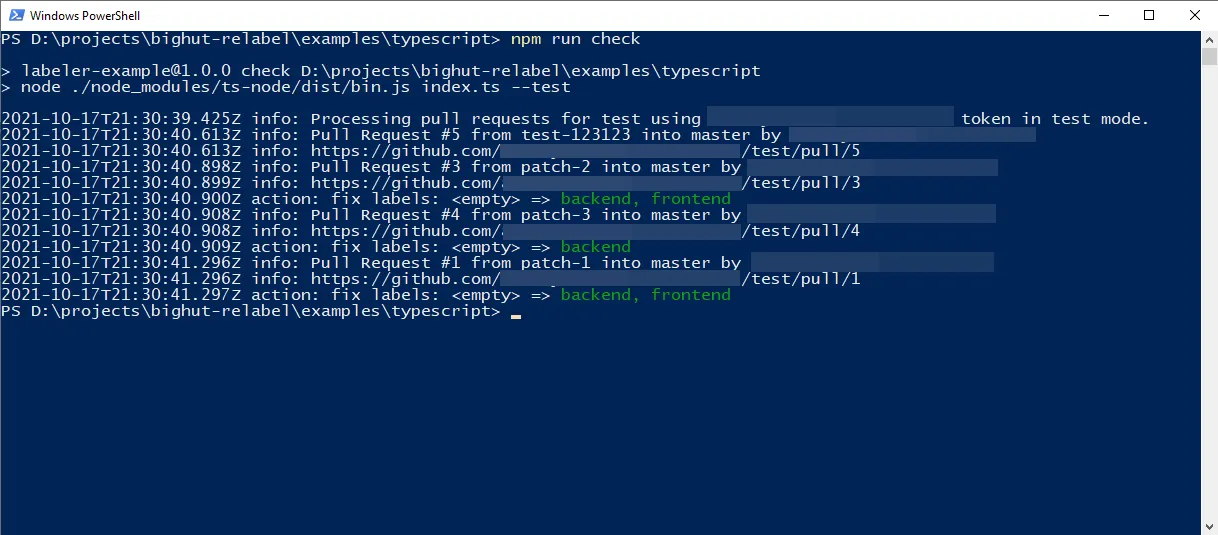 Windows PowerShell
PS D:\projects\bighut-relabel\examples\typescript> npm run check
> labeler-example@1.0.0 check D:\projects\bighut-relabel\examples\typescript
> node ./node_modules/ts-node/dist/bin.js index.ts --test
2021-10-17T21:30:39.425Z info: Processing pull requests for test using token in test mode.
2021-10-17T21:30:40.613Z info: Pull Request #5 from test-123123 into master by
2021-10-17T21:30:40.613Z info: https://github.com/ /test/pull/5
2021-10-17T21:30:40.898Z info: Pull Request #3 from patch-2 into master by
2021-10-17T21:30:40.899Z info: https://github.com/ /test/pull/3
2021-10-17T21:30:40.900Z action: fix labels: <empty> => backend, frontend
2021-10-17T21:30:40.908Z info: Pull Request #4 from patch-3 into master by
2021-10-17T21:30:40.908Z info: https://github.com/ /test/pull/4
2021-10-17T21:30:40.909Z action: fix labels: <empty> => backend
2021-10-17T21:30:41.296Z info: Pull Request #1 from patch-1 into master by
2021-10-17T21:30:41.296Z info: https://github.com/ /test/pull/1
2021-10-17T21:30:41.297Z action: fix labels: <empty> => backend, frontend
PS D:\projects\bighut-relabel\examples\typescript>